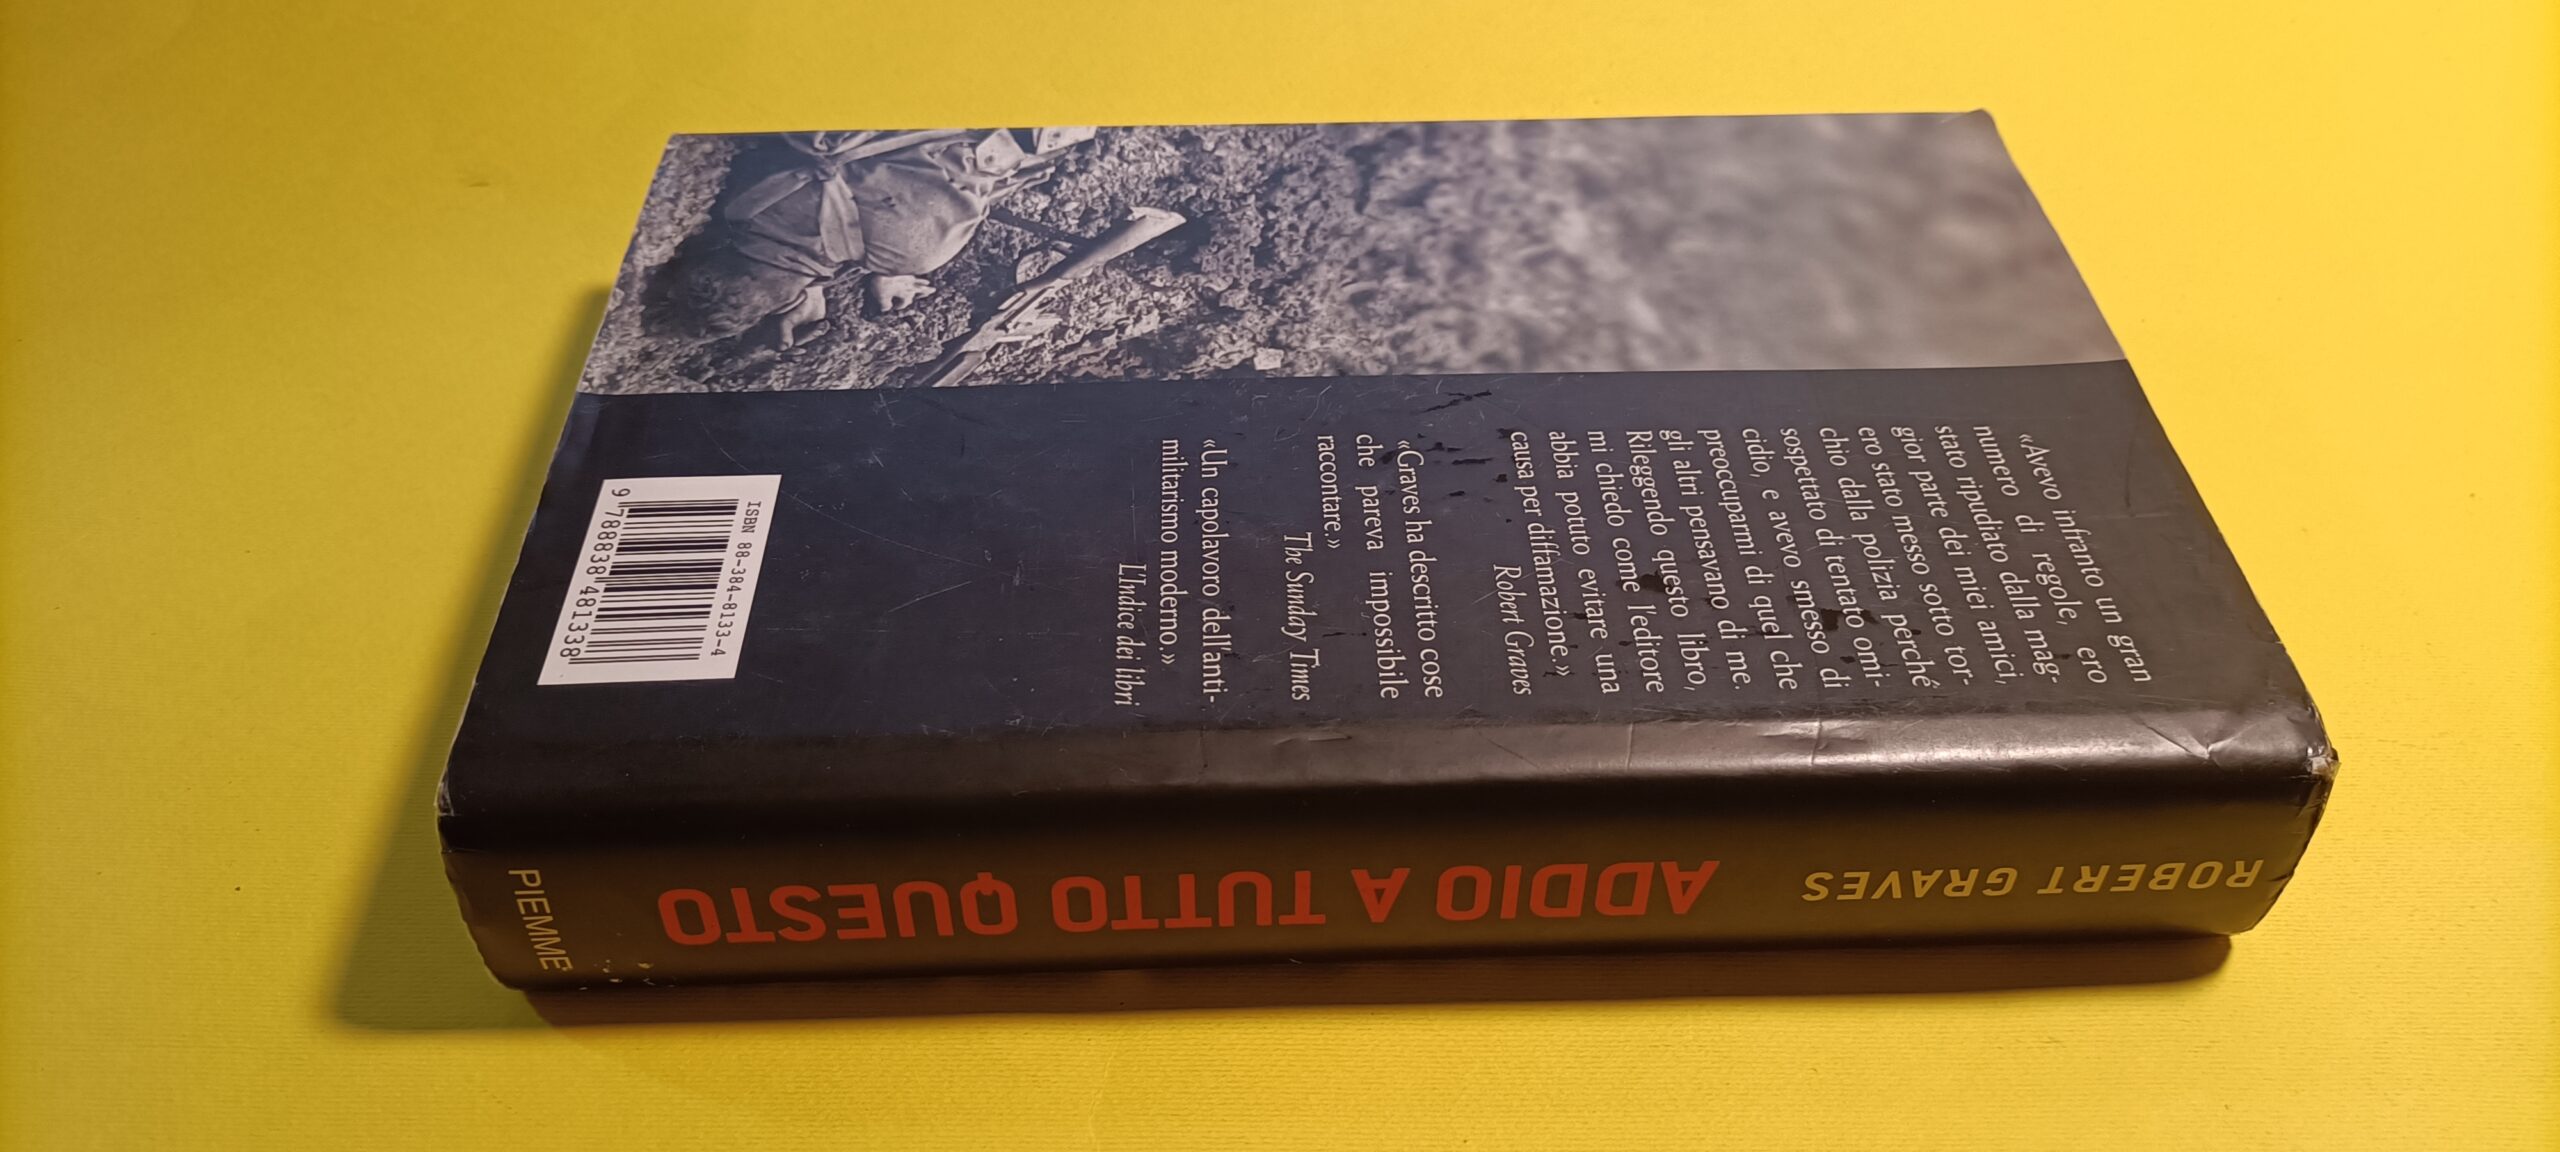 «Avevo infranto un gran
numero di regole, ero
stato ripudiato dalla mag-
gior parte dei miei amici,
ero stato messo sotto tor-
chio dalla polizia perché
sospettato di tentato omi-
cidio, e avevo smesso di
preoccuparmi di quel che
gli altri pensavano di me.
Rileggendo questo libro,
mi chiedo come l'editore
abbia potuto evitare una
causa per diffamazione.»
Robert Graves
«Graves ha descritto cose
che pareva impossibile
raccontare.»
The Sunday Times
«Un capolavoro dell'anti-
militarismo moderno.»
L'Indice dei libri
ISBN 88-384-8133-4
9 788838 481338
ROBERT GRAVES
ADDIO A TUTTO QUESTO
PIEMME